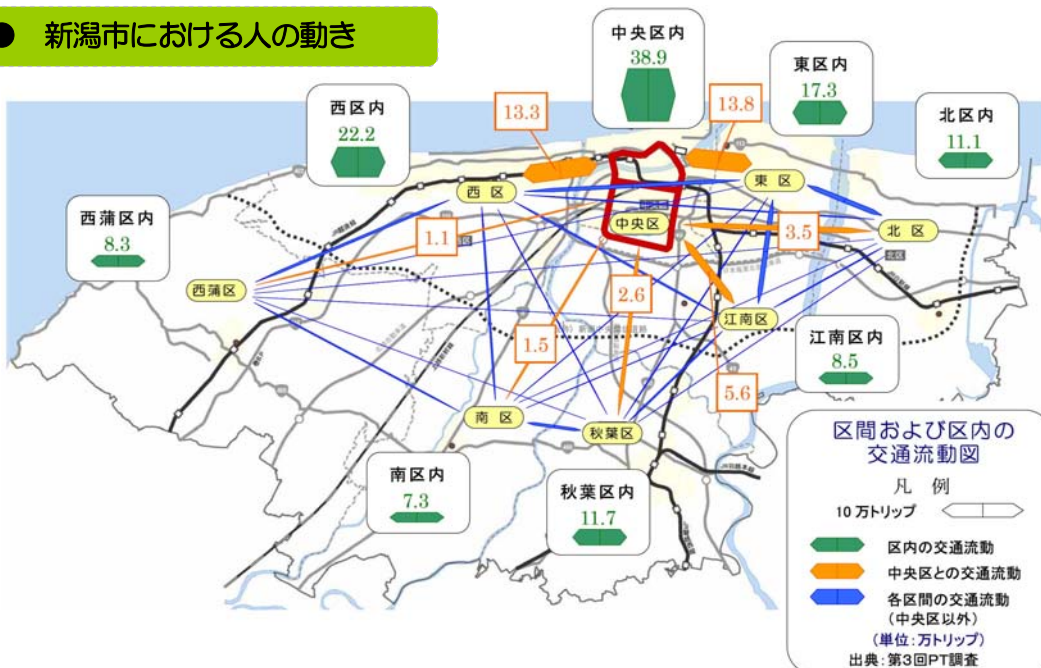 ● 新潟市における人の動き
中央区内
38.9
東区内
17.3
西区内
22.2
北区内
11.1
13.3
13.8
西蒲区内
8.3
西区
東区
中央区
北区
北区
1.1
3.5
西蒲区
2.6
江南区
1.5
5.6
江南区内
8.5
南区
秋葉区
南区内
7.3
秋葉区内
11.7
区間および区内の
交通流動図
凡 例
10万トリップ
区内の交通流動
中央区との交通流動
各区間の交通流動
(中央区以外)
(単位:万トリップ)
出典:第3回PT調査